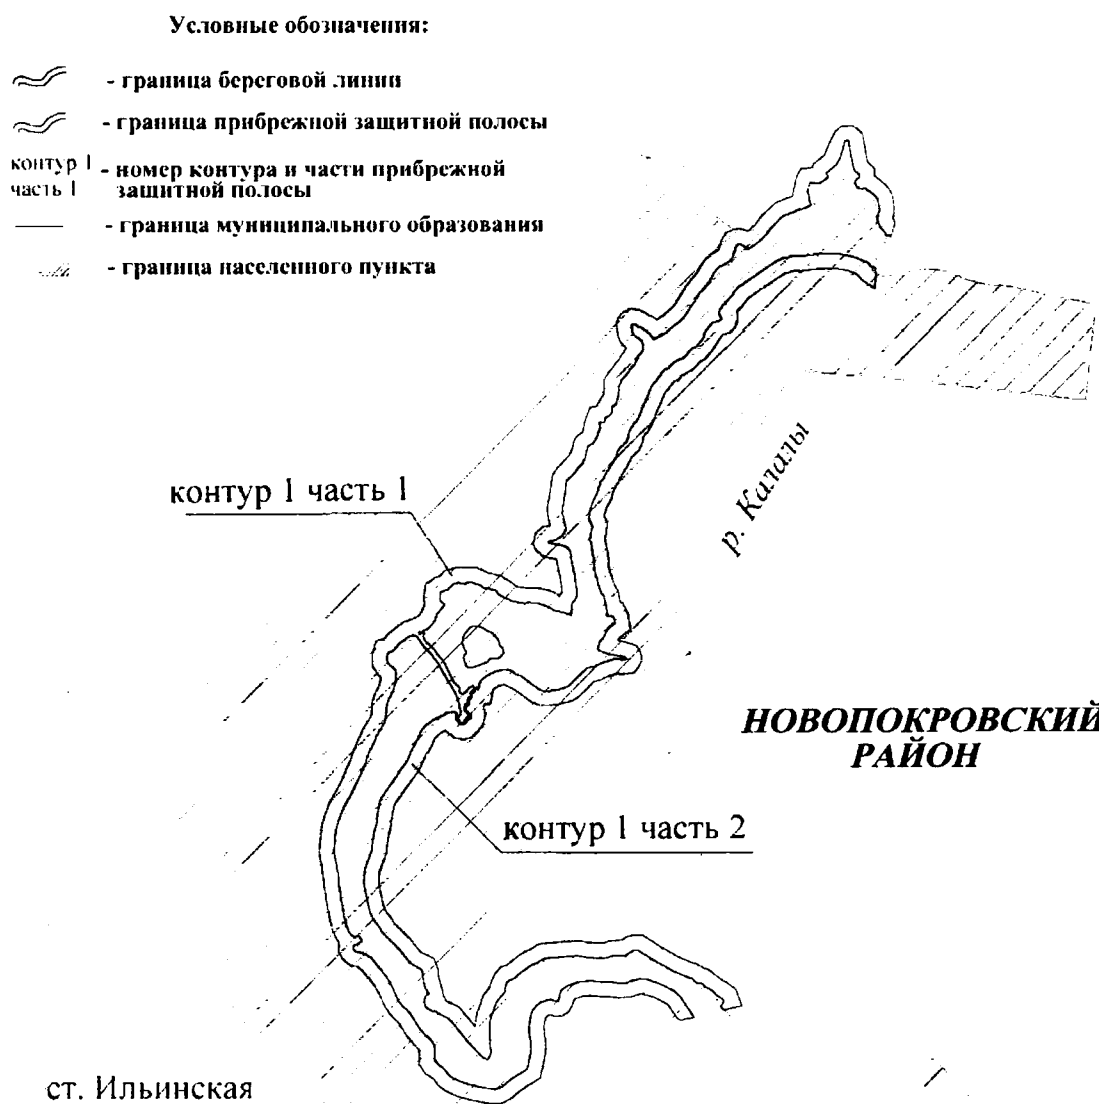 Условные обозначения:
- граница береговой линии
- граница прибрежной защитной полосы
контур 1
часть 1
- номер контура и части прибрежной
защитной полосы
- граница муниципального образования
- граница населенного пункта
контур 1 часть 1
р. Калалы
НОВОПОКРОВСКИЙ
РАЙОН
контур 1 часть 2
ст. Ильинская